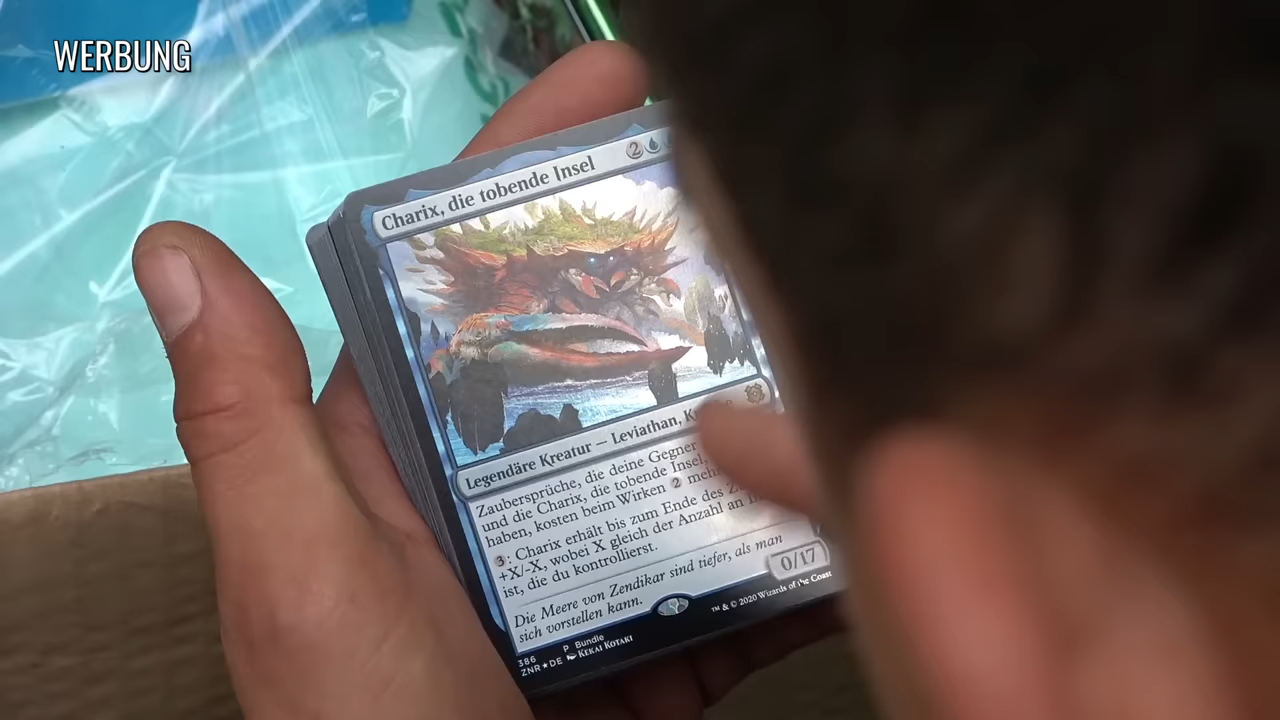 WERBUNG
Charix, die tobende Insel 2
Legendäre Kreatur — Leviathan,
Zaubersprüche, die deine Gegner
und die Charix, die tobende Insel,
haben, kosten beim Wirken 2
3: Charix erhält bis zum Ende des
+X/-X, wobei X gleich der Anzahl an
ist, die du kontrollierst.
Die Meere von Zendikar sind tiefer, als man
sich vorstellen kann.
0/17
386 P Bundle
ZNR★DE KEKAI KOTAKI
™ & © 2020 Wizards of the Coast